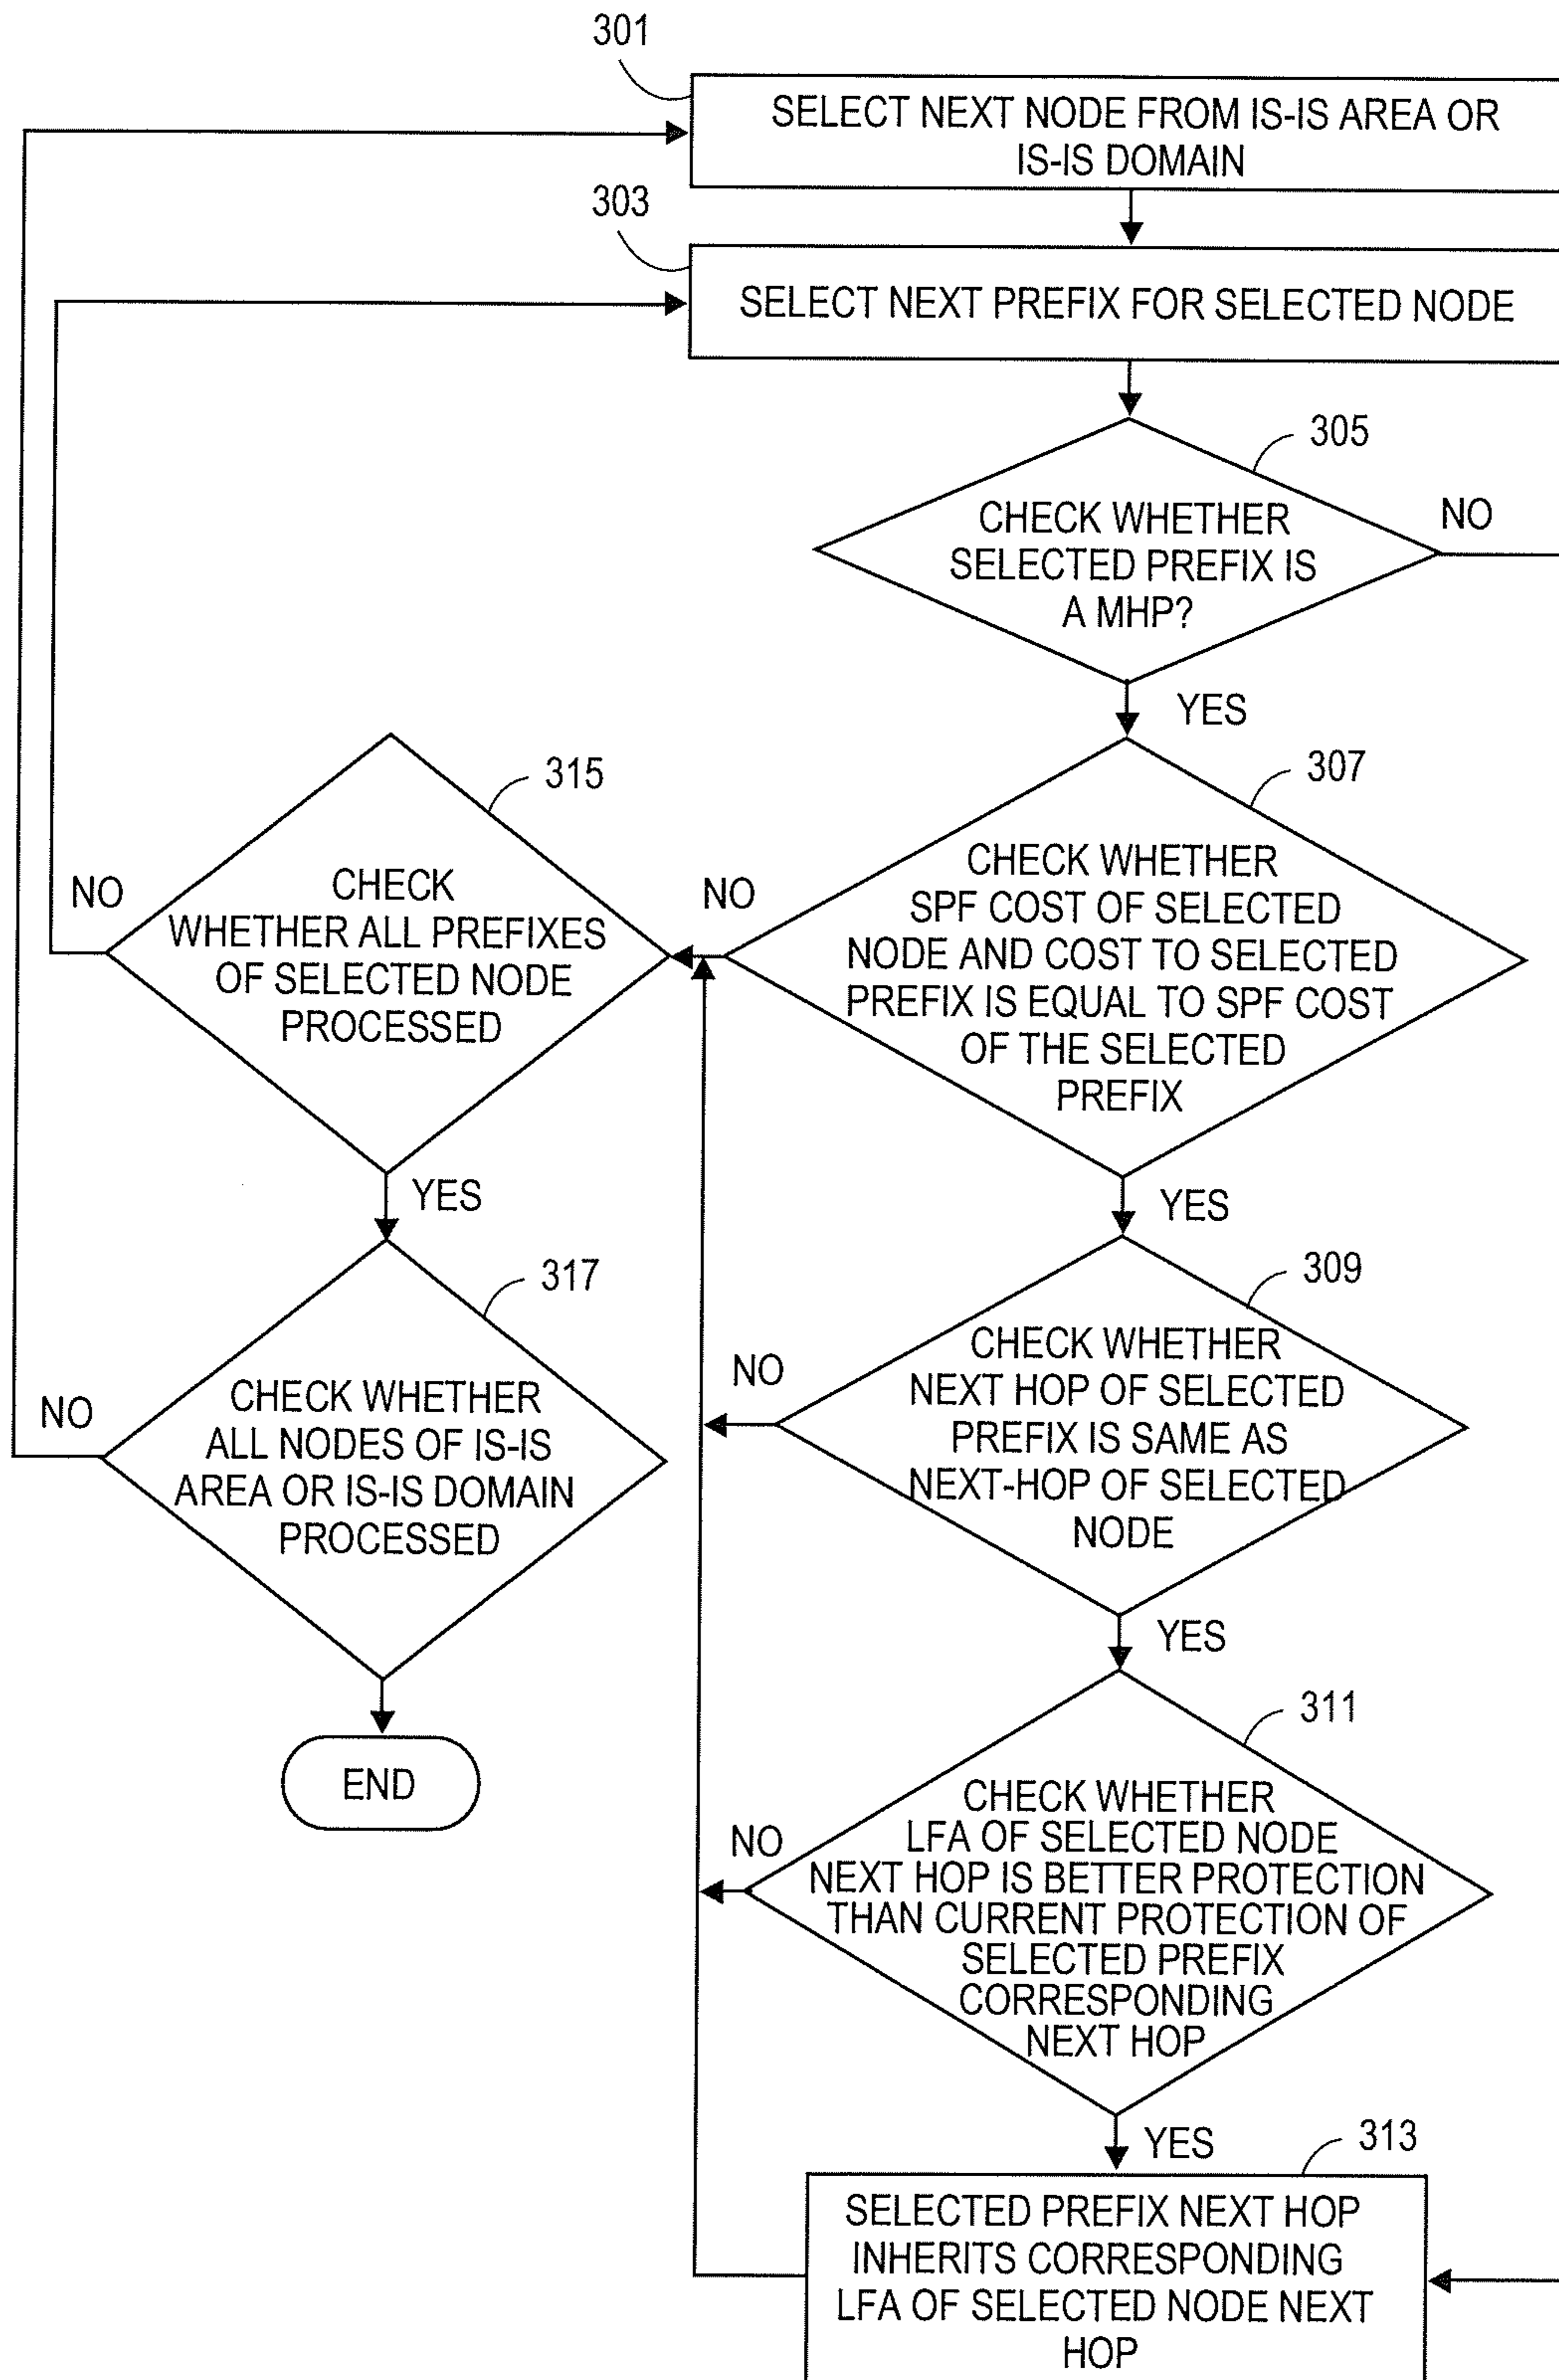 301
SELECT NEXT NODE FROM IS-IS AREA OR
IS-IS DOMAIN
303
SELECT NEXT PREFIX FOR SELECTED NODE
305
CHECK WHETHER
SELECTED PREFIX IS
A MHP?
NO
YES
307
CHECK WHETHER
SPF COST OF SELECTED
NODE AND COST TO SELECTED
PREFIX IS EQUAL TO SPF COST
OF THE SELECTED
PREFIX
NO
YES
315
CHECK
WHETHER ALL PREFIXES
OF SELECTED NODE
PROCESSED
NO
YES
317
CHECK WHETHER
ALL NODES OF IS-IS
AREA OR IS-IS DOMAIN
PROCESSED
NO
END
309
CHECK WHETHER
NEXT HOP OF SELECTED
PREFIX IS SAME AS
NEXT-HOP OF SELECTED
NODE
NO
YES
311
CHECK WHETHER
LFA OF SELECTED NODE
NEXT HOP IS BETTER PROTECTION
THAN CURRENT PROTECTION OF
SELECTED PREFIX
CORRESPONDING
NEXT HOP
NO
YES
313
SELECTED PREFIX NEXT HOP
INHERITS CORRESPONDING
LFA OF SELECTED NODE NEXT
HOP